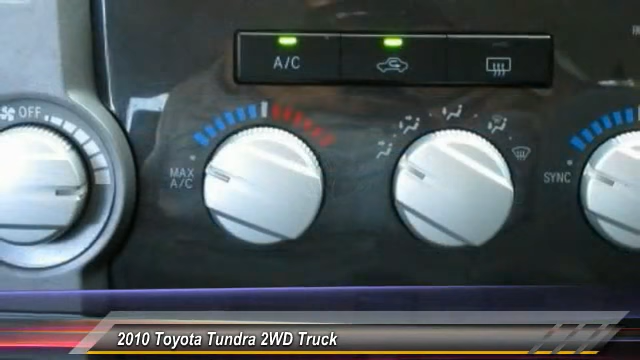 A/C
OFF
MAX
A/C
SYNC
2010 Toyota Tundra 2WD Truck